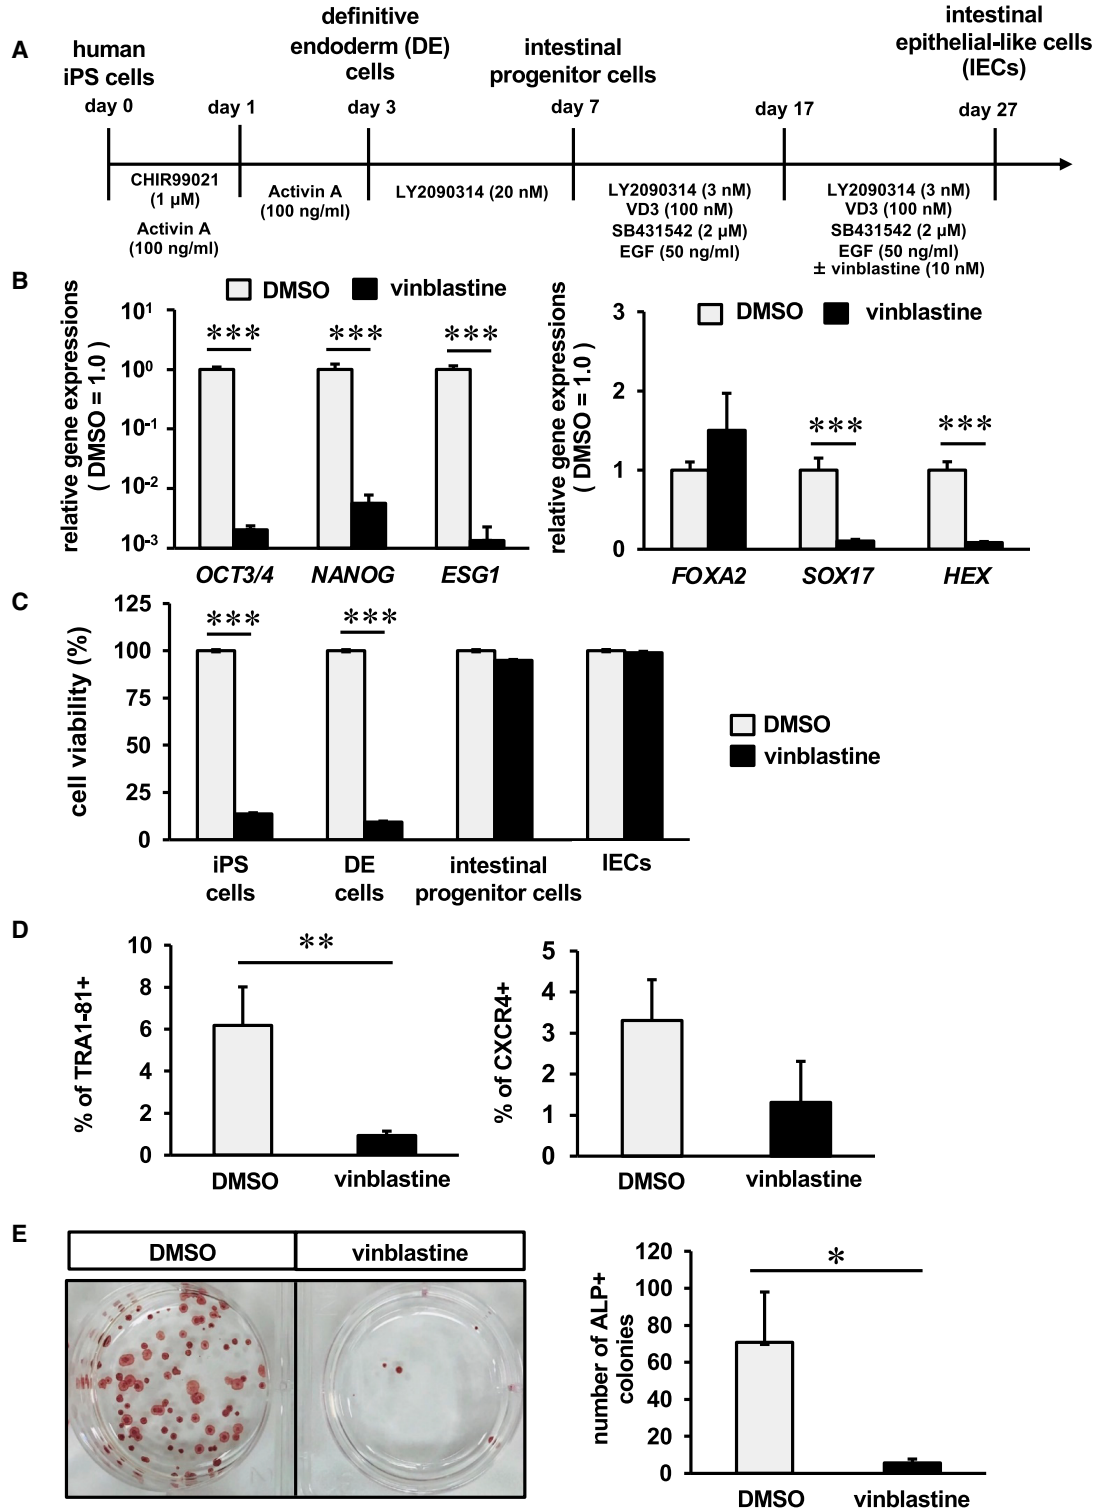 A
human
iPS cells
day 0
day 1
definitive
endoderm (DE)
cells
day 3
intestinal
progenitor cells
day 7
day 17
intestinal
epithelial-like cells
(IECs)
day 27
CHIR99021
(1 μM)
Activin A
(100 ng/ml)
Activin A
(100 ng/ml)
LY2090314 (20 nM)
LY2090314 (3 nM)
VD3 (100 nM)
SB431542 (2 μM)
EGF (50 ng/ml)
LY2090314 (3 nM)
VD3 (100 nM)
SB431542 (2 μM)
EGF (50 ng/ml)
± vinblastine (10 nM)
B
DMSO vinblastine
relative gene expressions
( DMSO = 1.0 )
10¹
10⁰
10⁻¹
10⁻²
10⁻³
*** *** ***
OCT3/4 NANOG ESG1
DMSO vinblastine
relative gene expressions
( DMSO = 1.0 )
3
2
1
0
*** ***
FOXA2 SOX17 HEX
C
cell viability (%)
125
100
75
50
25
0
*** ***
iPS
cells
DE
cells
intestinal
progenitor cells
IECs
DMSO
vinblastine
D
% of TRA1-81+
10
8
6
4
2
0
**
DMSO vinblastine
% of CXCR4+
5
4
3
2
1
0
DMSO vinblastine
E
DMSO vinblastine
number of ALP+
colonies
120
100
80
60
40
20
0
*
DMSO vinblastine